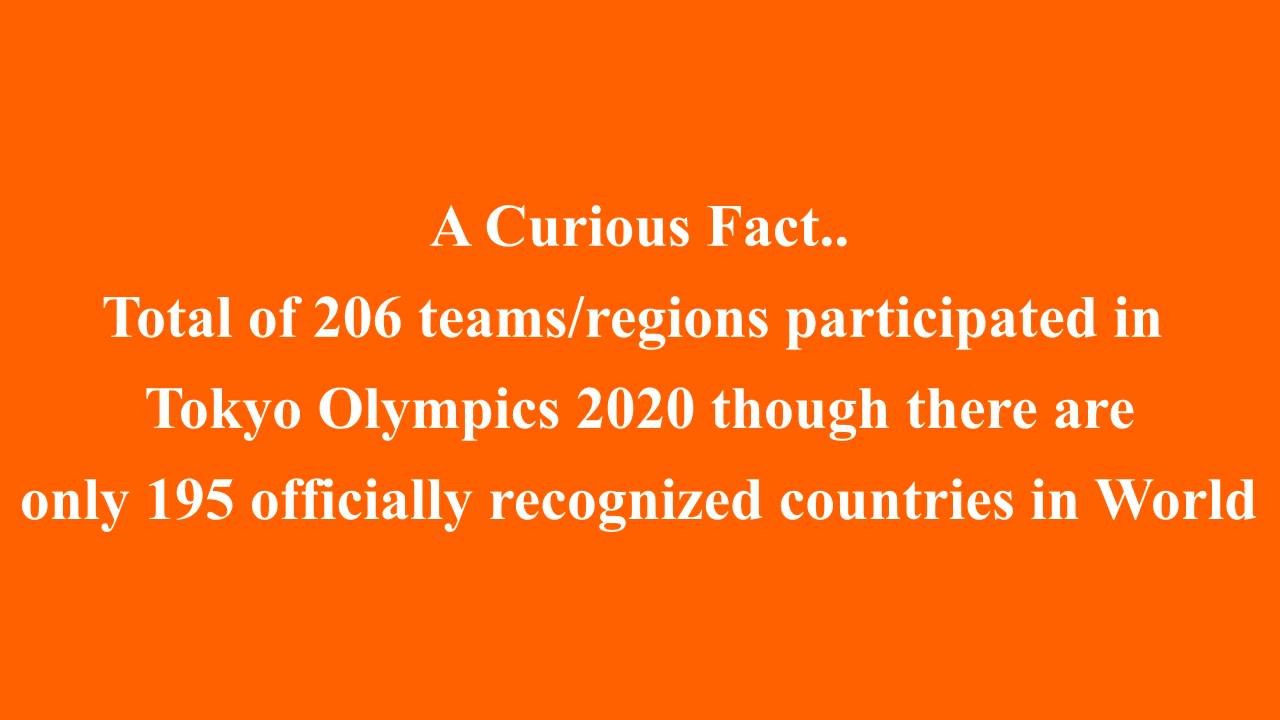 A Curious Fact..
Total of 206 teams/regions participated in
Tokyo Olympics 2020 though there are
only 195 officially recognized countries in World